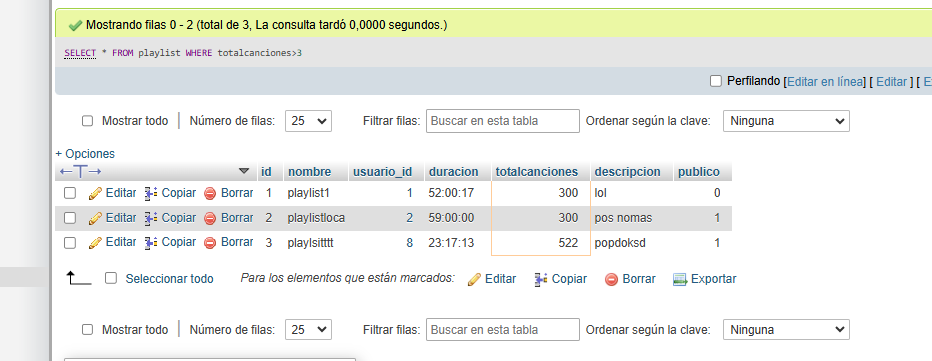 Mostrando filas 0 - 2 (total de 3, La consulta tardó 0,0000 segundos.)
SELECT * FROM playlist WHERE totalcanciones>3
Perfilando [Editar en línea] [ Editar ] [ E
Mostrar todo | Número de filas: 25 Filtrar filas: Buscar en esta tabla Ordenar según la clave: Ninguna
+ Opciones
←T→ id nombre usuario_id duracion totalcanciones descripcion publico
Editar Copiar Borrar 1 playlist1 1 52:00:17 300 lol 0
Editar Copiar Borrar 2 playlistloca 2 59:00:00 300 pos nomas 1
Editar Copiar Borrar 3 playlsitttt 8 23:17:13 522 popdoksd 1
Seleccionar todo Para los elementos que están marcados: Editar Copiar Borrar Exportar
Mostrar todo | Número de filas: 25 Filtrar filas: Buscar en esta tabla Ordenar según la clave: Ninguna